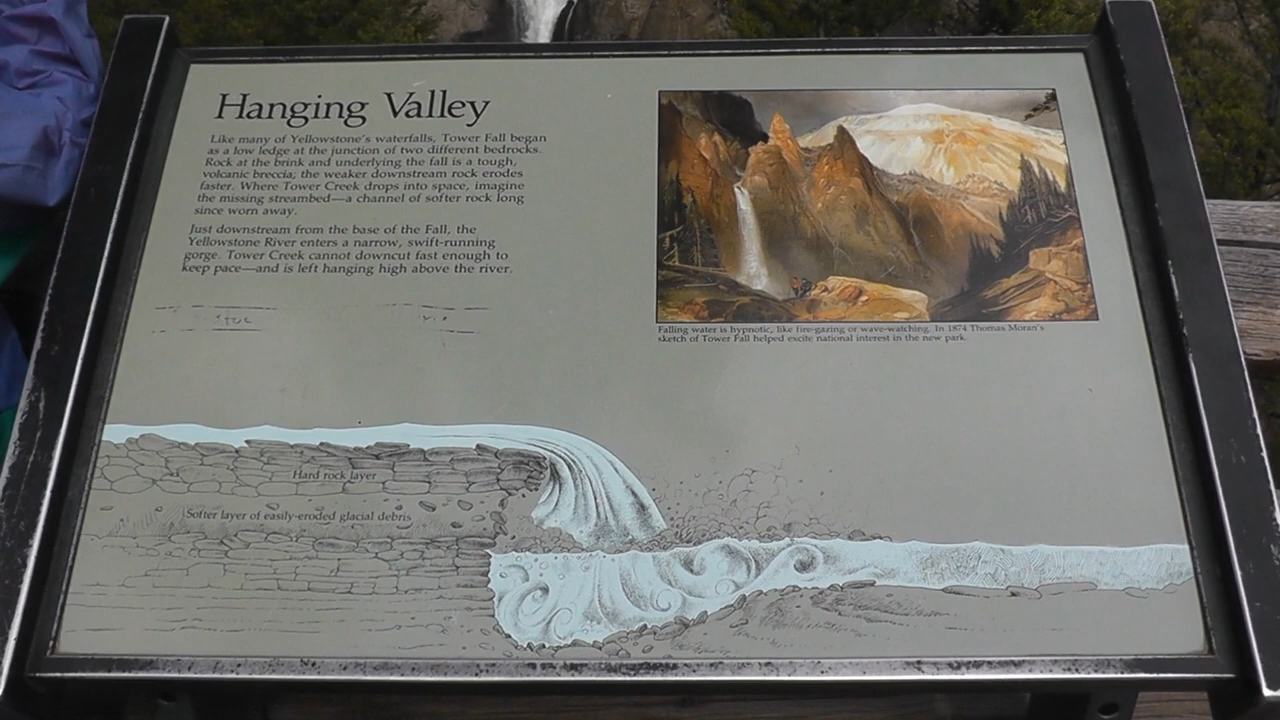 Hanging Valley
Like many of Yellowstone's waterfalls, Tower Fall began
as a low ledge at the junction of two different bedrocks.
Rock at the brink and underlying the fall is a tough,
volcanic breccia; the weaker downstream rock erodes
faster. Where Tower Creek drops into space, imagine
the missing streambed—a channel of softer rock long
since worn away.
Just downstream from the base of the Fall, the
Yellowstone River enters a narrow, swift-running
gorge. Tower Creek cannot downcut fast enough to
keep pace—and is left hanging high above the river.
Falling water is hypnotic, like fire-gazing or wave-watching. In 1874 Thomas Moran's
sketch of Tower Fall helped excite national interest in the new park.
Hard rock layer
Softer layer of easily-eroded glacial debris